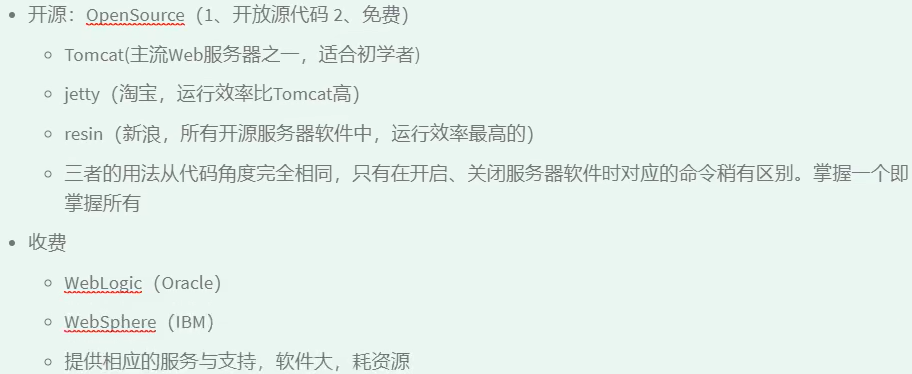 开源：OpenSource（1、开放源代码 2、免费）
Tomcat(主流Web服务器之一，适合初学者)
jetty（淘宝，运行效率比Tomcat高）
resin（新浪，所有开源服务器软件中，运行效率最高的）
三者的用法从代码角度完全相同，只有在开启、关闭服务器软件时对应的命令稍有区别。掌握一个即
掌握所有
收费
WebLogic（Oracle）
WebSphere（IBM）
提供相应的服务与支持，软件大，耗资源